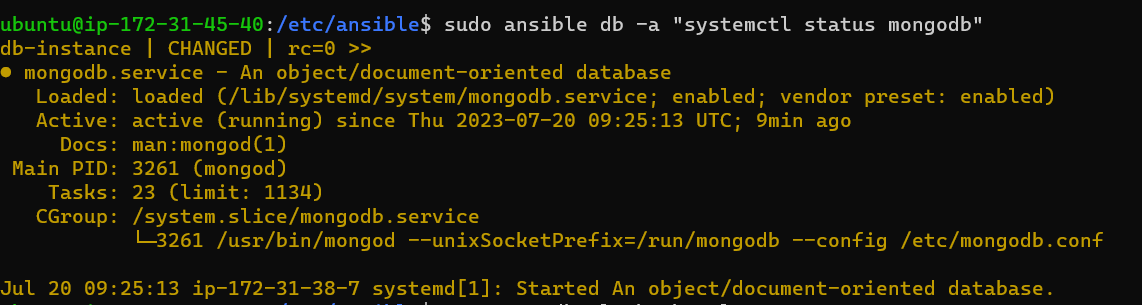 ubuntu@ip-172-31-45-40:/etc/ansible$ sudo ansible db -a "systemctl status mongodb"
db-instance | CHANGED | rc=0 >>
● mongodb.service - An object/document-oriented database
   Loaded: loaded (/lib/systemd/system/mongodb.service; enabled; vendor preset: enabled)
   Active: active (running) since Thu 2023-07-20 09:25:13 UTC; 9min ago
     Docs: man:mongod(1)
 Main PID: 3261 (mongod)
    Tasks: 23 (limit: 1134)
   CGroup: /system.slice/mongodb.service
           └─3261 /usr/bin/mongod --unixSocketPrefix=/run/mongodb --config /etc/mongodb.conf
Jul 20 09:25:13 ip-172-31-38-7 systemd[1]: Started An object/document-oriented database.